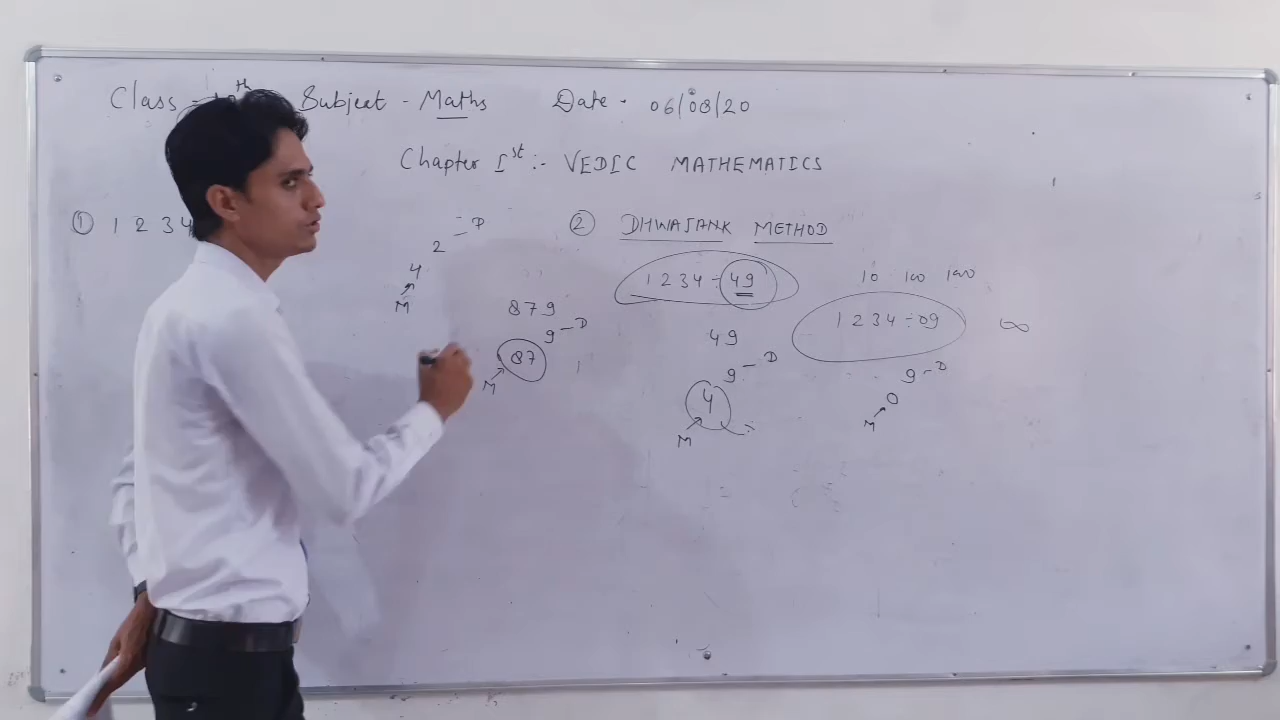 Class - 10th Subject - Maths Date - 06/08/20
Chapter Ist :- VEDIC MATHEMATICS
① 1 2 3 4
2 - D
4
M
879
9 - D
87
M
② DHWAJANK METHOD
1 2 3 4 ÷ 49
49
9 - D
4
M
10 100 1000
1 2 3 4 ÷ 09 ∞
9 - D
0
M